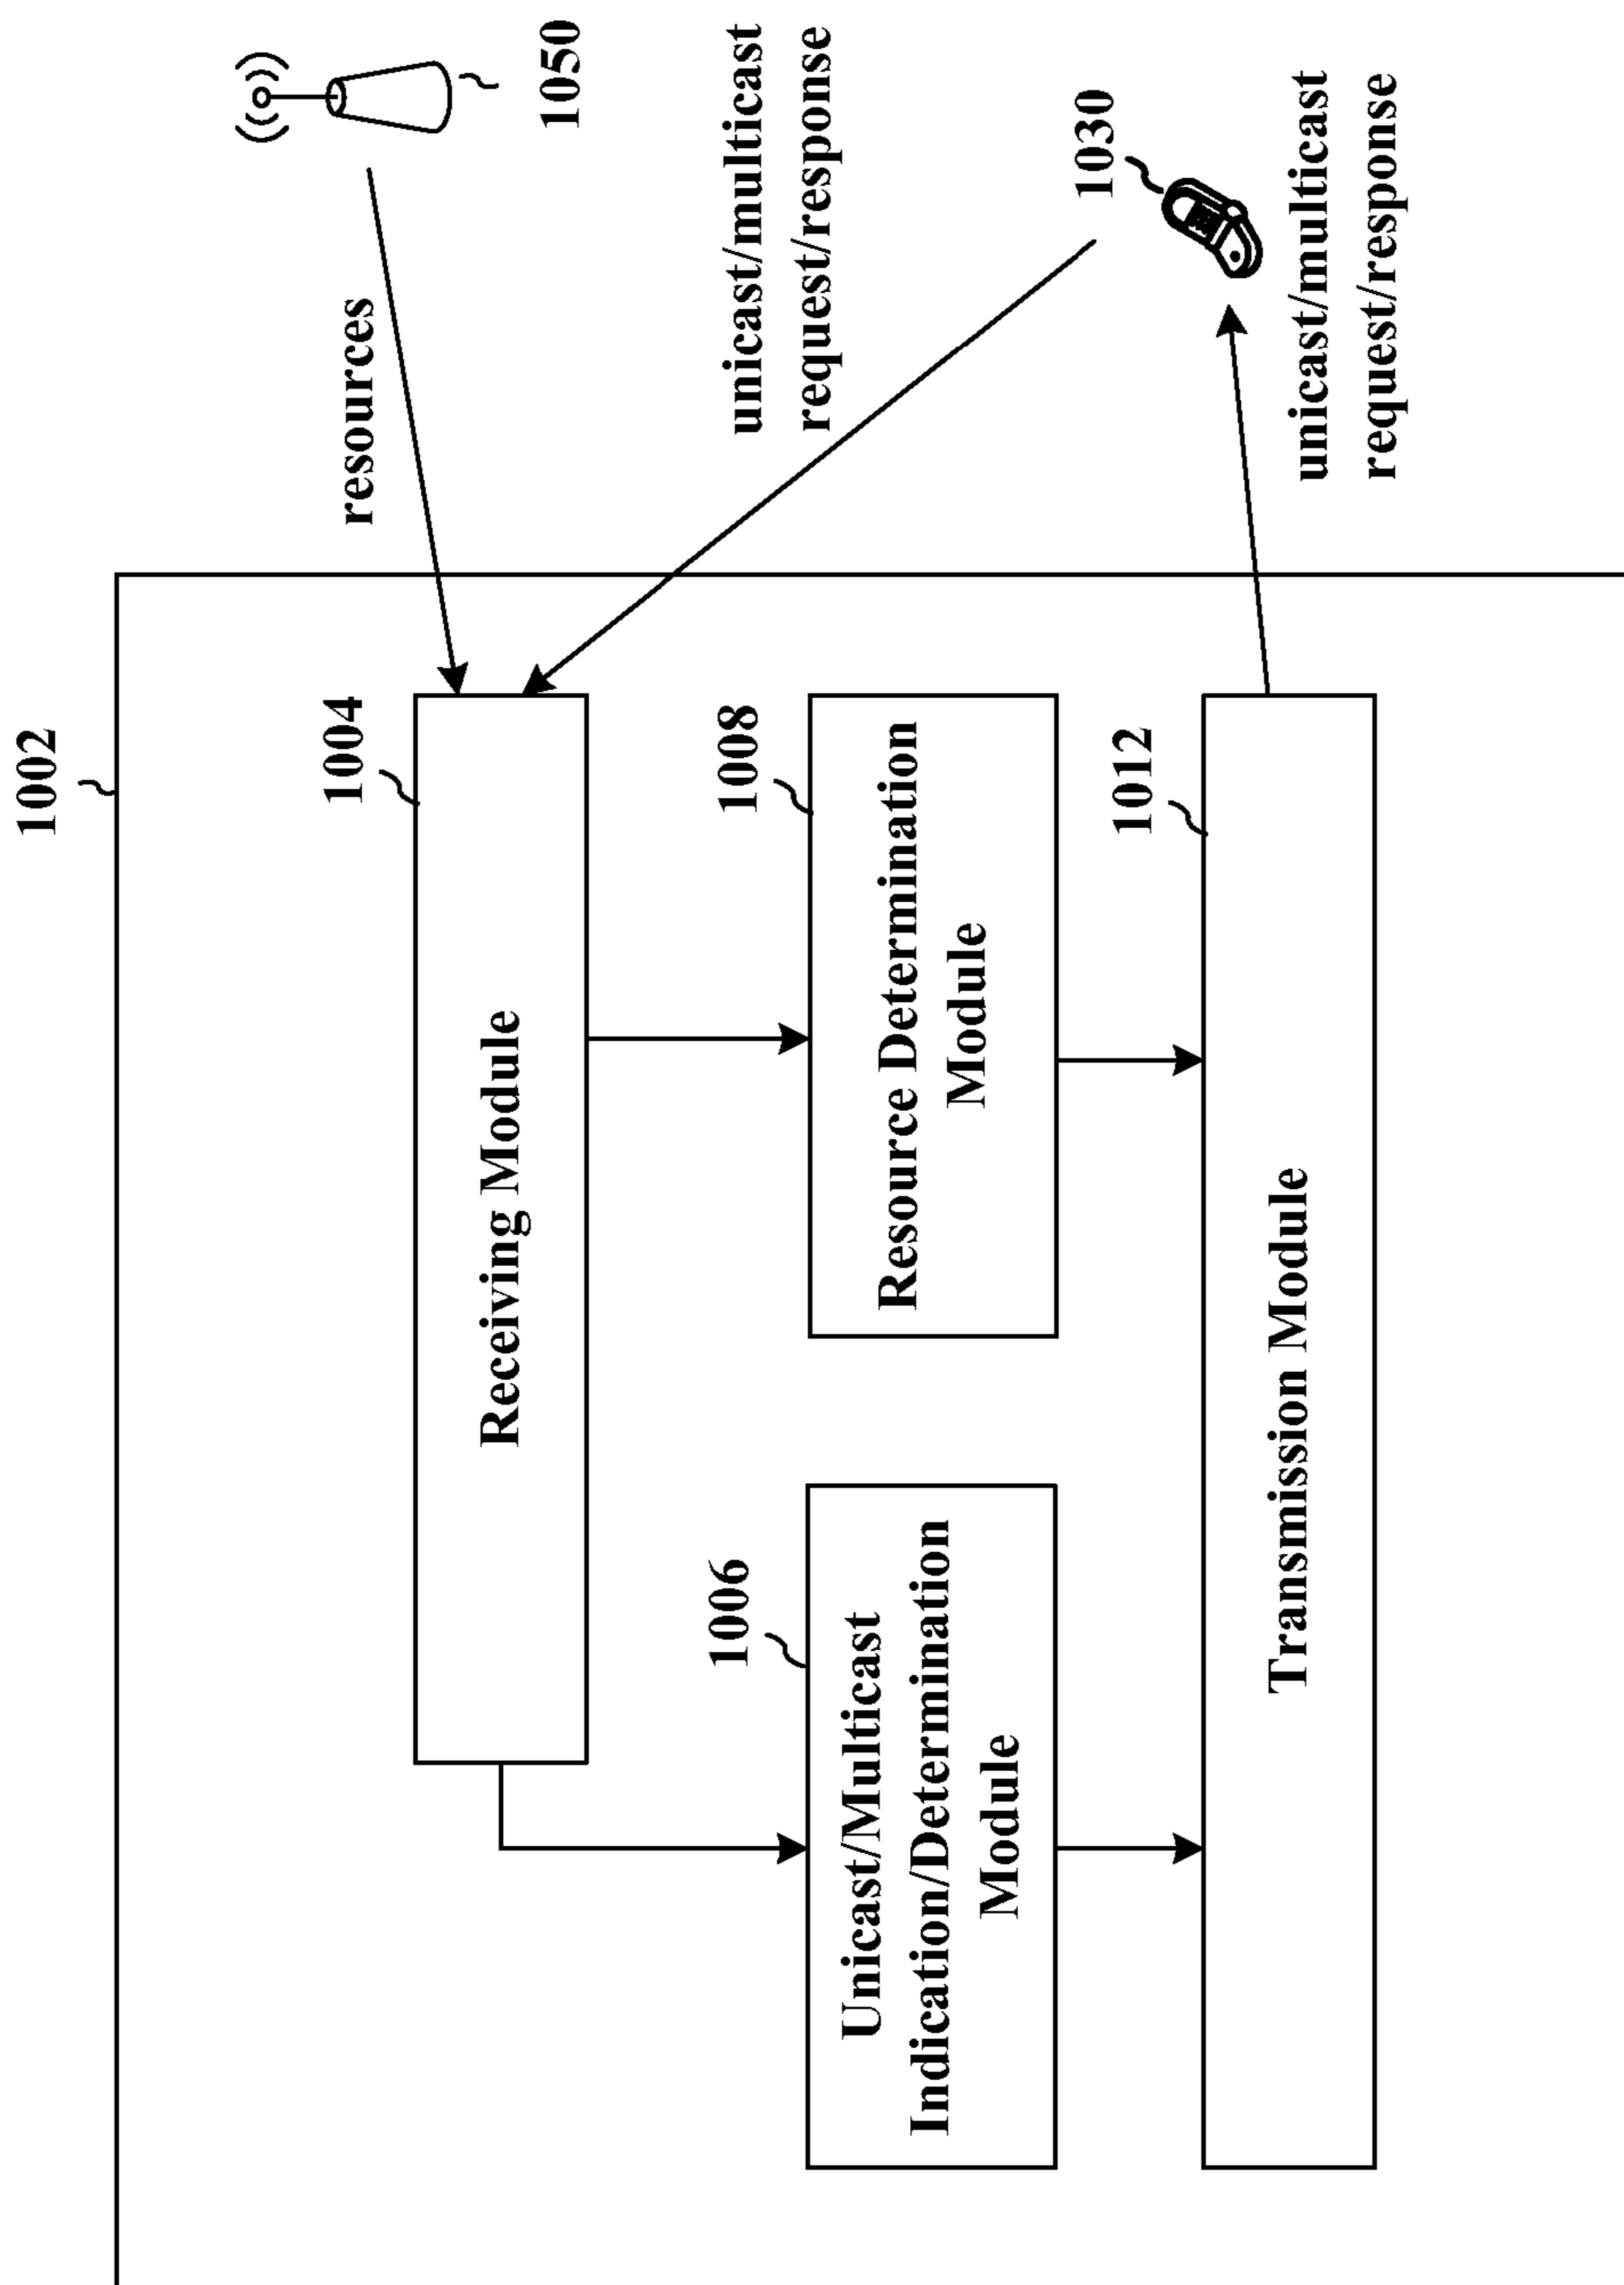 1002
1004
Receiving Module
resources
1050
unicast/multicast
request/response
1006
Unicast/Multicast
Indication/Determination
Module
1008
Resource Determination
Module
1030
1012
Transmission Module
unicast/multicast
request/response